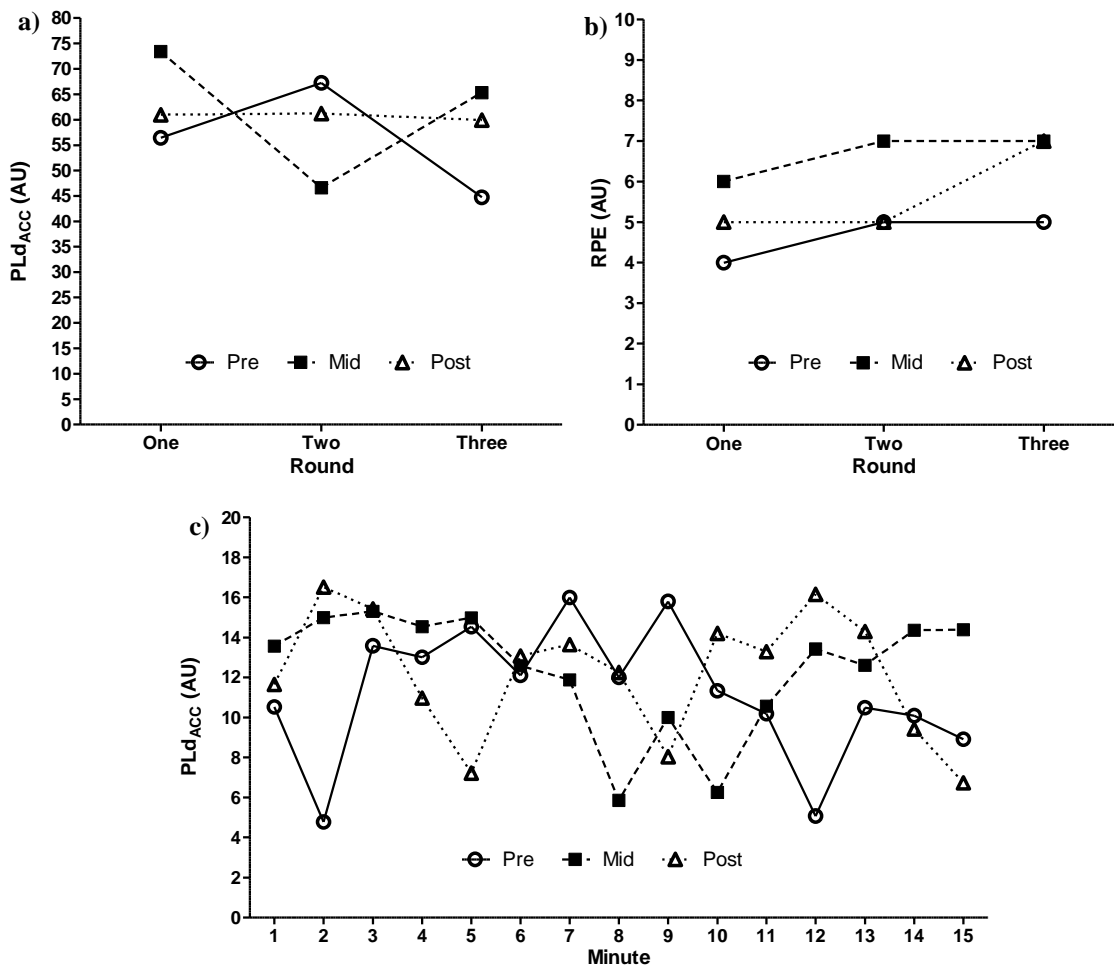 a)
80
75
70
65
60
55
50
45
40
35
30
25
20
15
10
5
0
PLdACC (AU)
Pre Mid Post
One Two Three
Round
b)
10
9
8
7
6
5
4
3
2
1
0
RPE (AU)
Pre Mid Post
One Two Three
Round
c)
20
18
16
14
12
10
8
6
4
2
0
PLdACC (AU)
Pre Mid Post
1 2 3 4 5 6 7 8 9 10 11 12 13 14 15
Minute